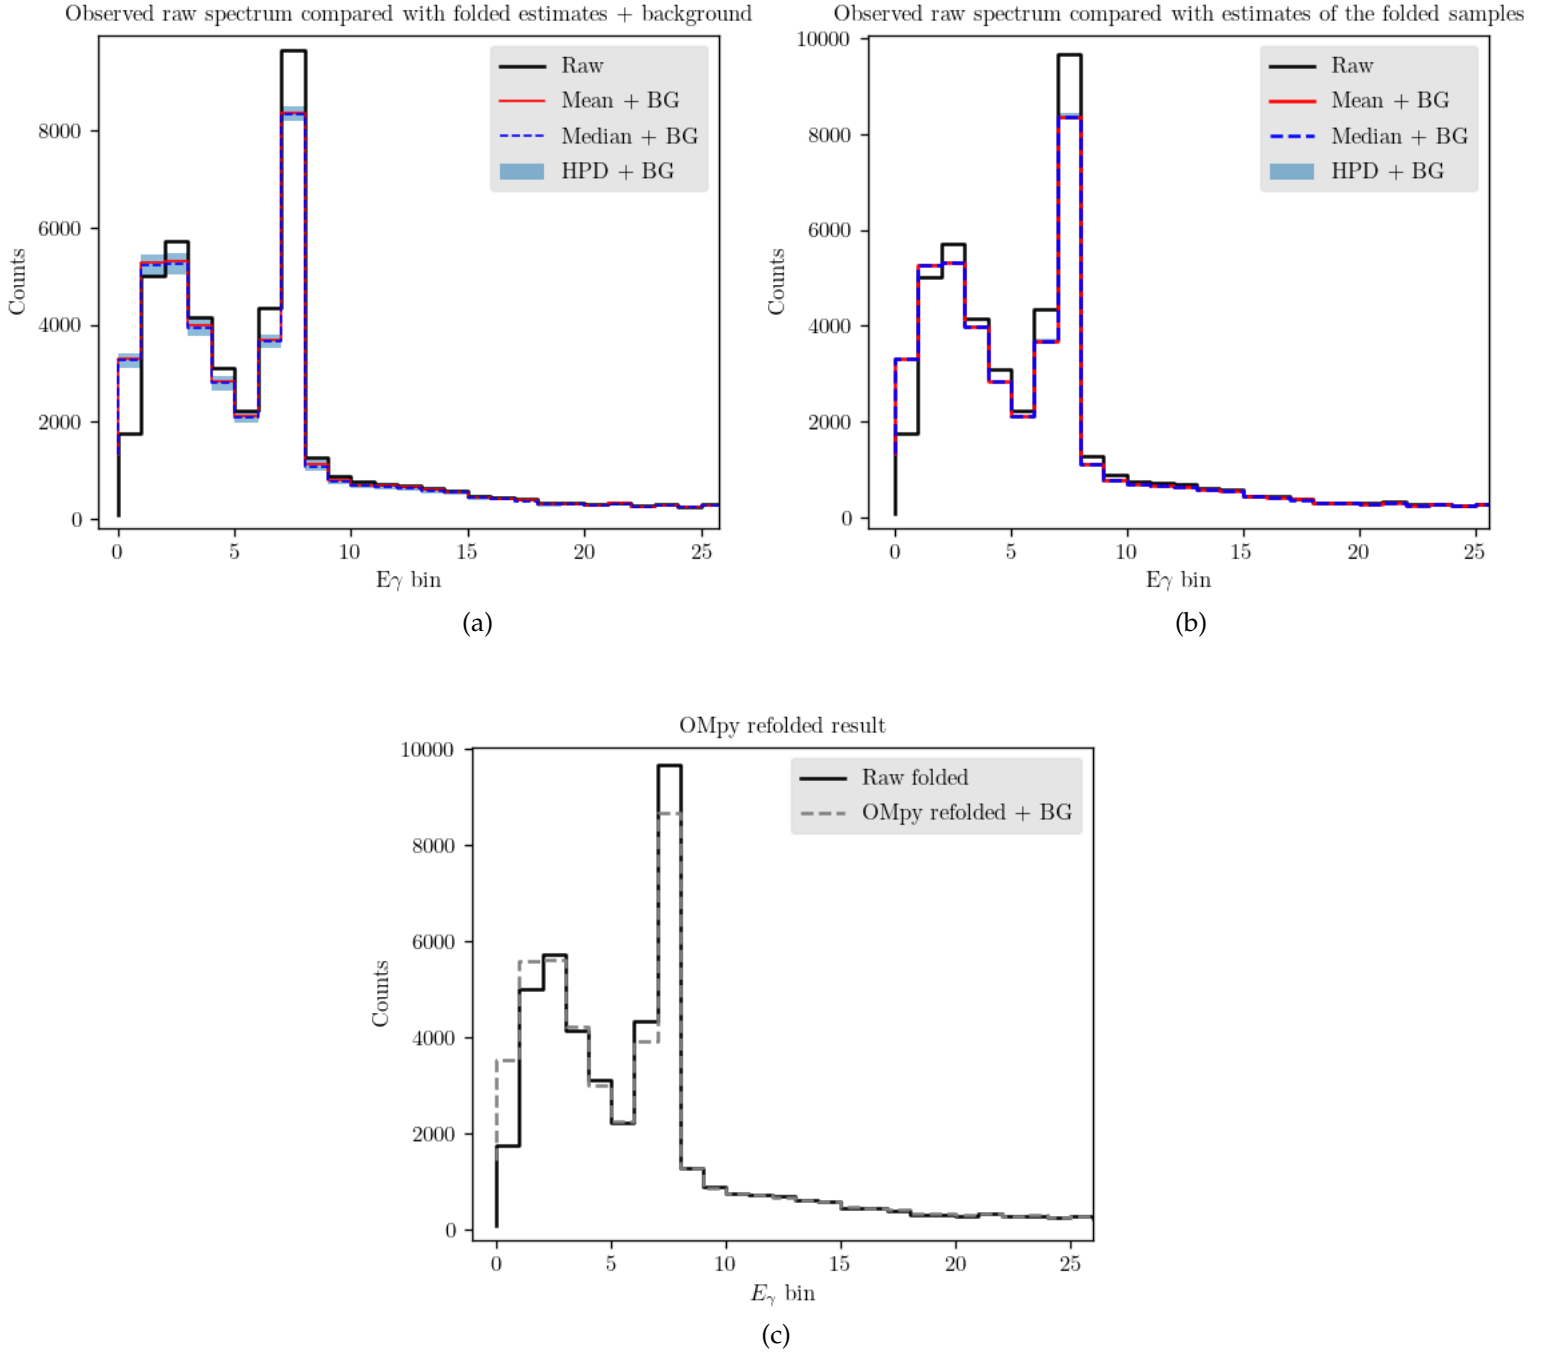 Observed raw spectrum compared with folded estimates + background
Raw
Mean + BG
Median + BG
HPD + BG
8000
6000
4000
2000
0
Counts
0 5 10 15 20 25
Eγ bin
(a)
Observed raw spectrum compared with estimates of the folded samples
Raw
Mean + BG
Median + BG
HPD + BG
10000
8000
6000
4000
2000
0
Counts
0 5 10 15 20 25
Eγ bin
(b)
OMpy refolded result
Raw folded
OMpy refolded + BG
10000
8000
6000
4000
2000
0
Counts
0 5 10 15 20 25
Eγ bin
(c)